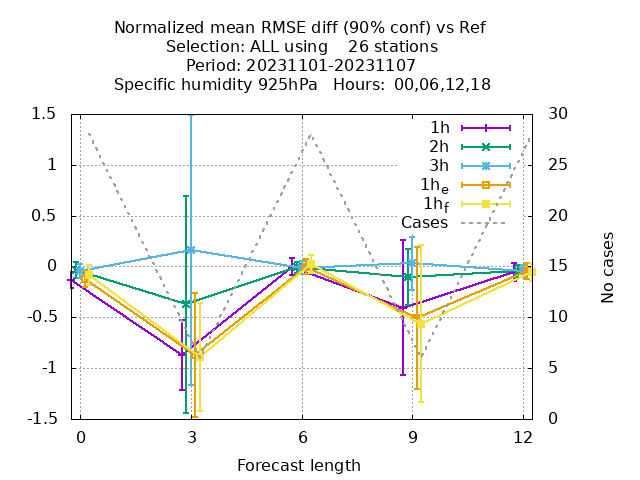 Normalized mean RMSE diff (90% conf) vs Ref
Selection: ALL using    26 stations
Period: 20231101-20231107
Specific humidity 925hPa   Hours: 00,06,12,18
1.5
1
0.5
0
-0.5
-1
-1.5
30
25
20
15
10
5
0
No cases
1h
2h
3h
1h_e
1h_f
Cases
0
3
6
9
12
Forecast length